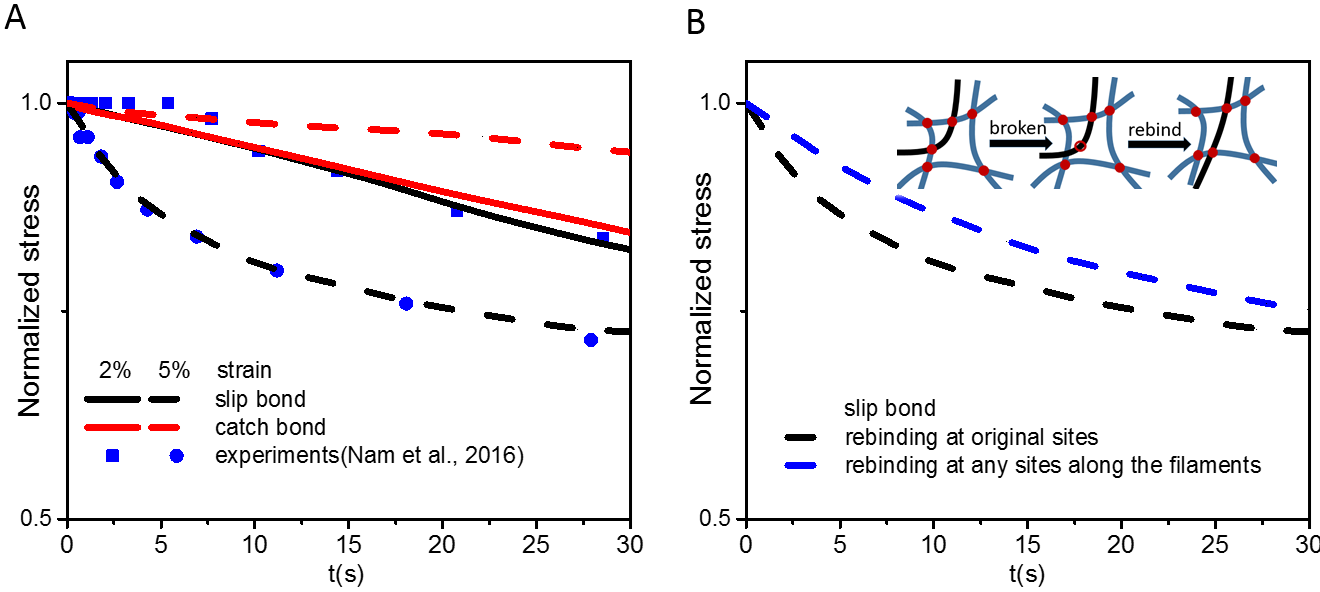 A
Normalized stress
1.0
0.5
2% 5% strain
slip bond
catch bond
experiments(Nam et al., 2016)
0 5 10 15 20 25 30
t(s)
B
Normalized stress
1.0
0.5
broken
rebind
slip bond
rebinding at original sites
rebinding at any sites along the filaments
0 5 10 15 20 25 30
t(s)